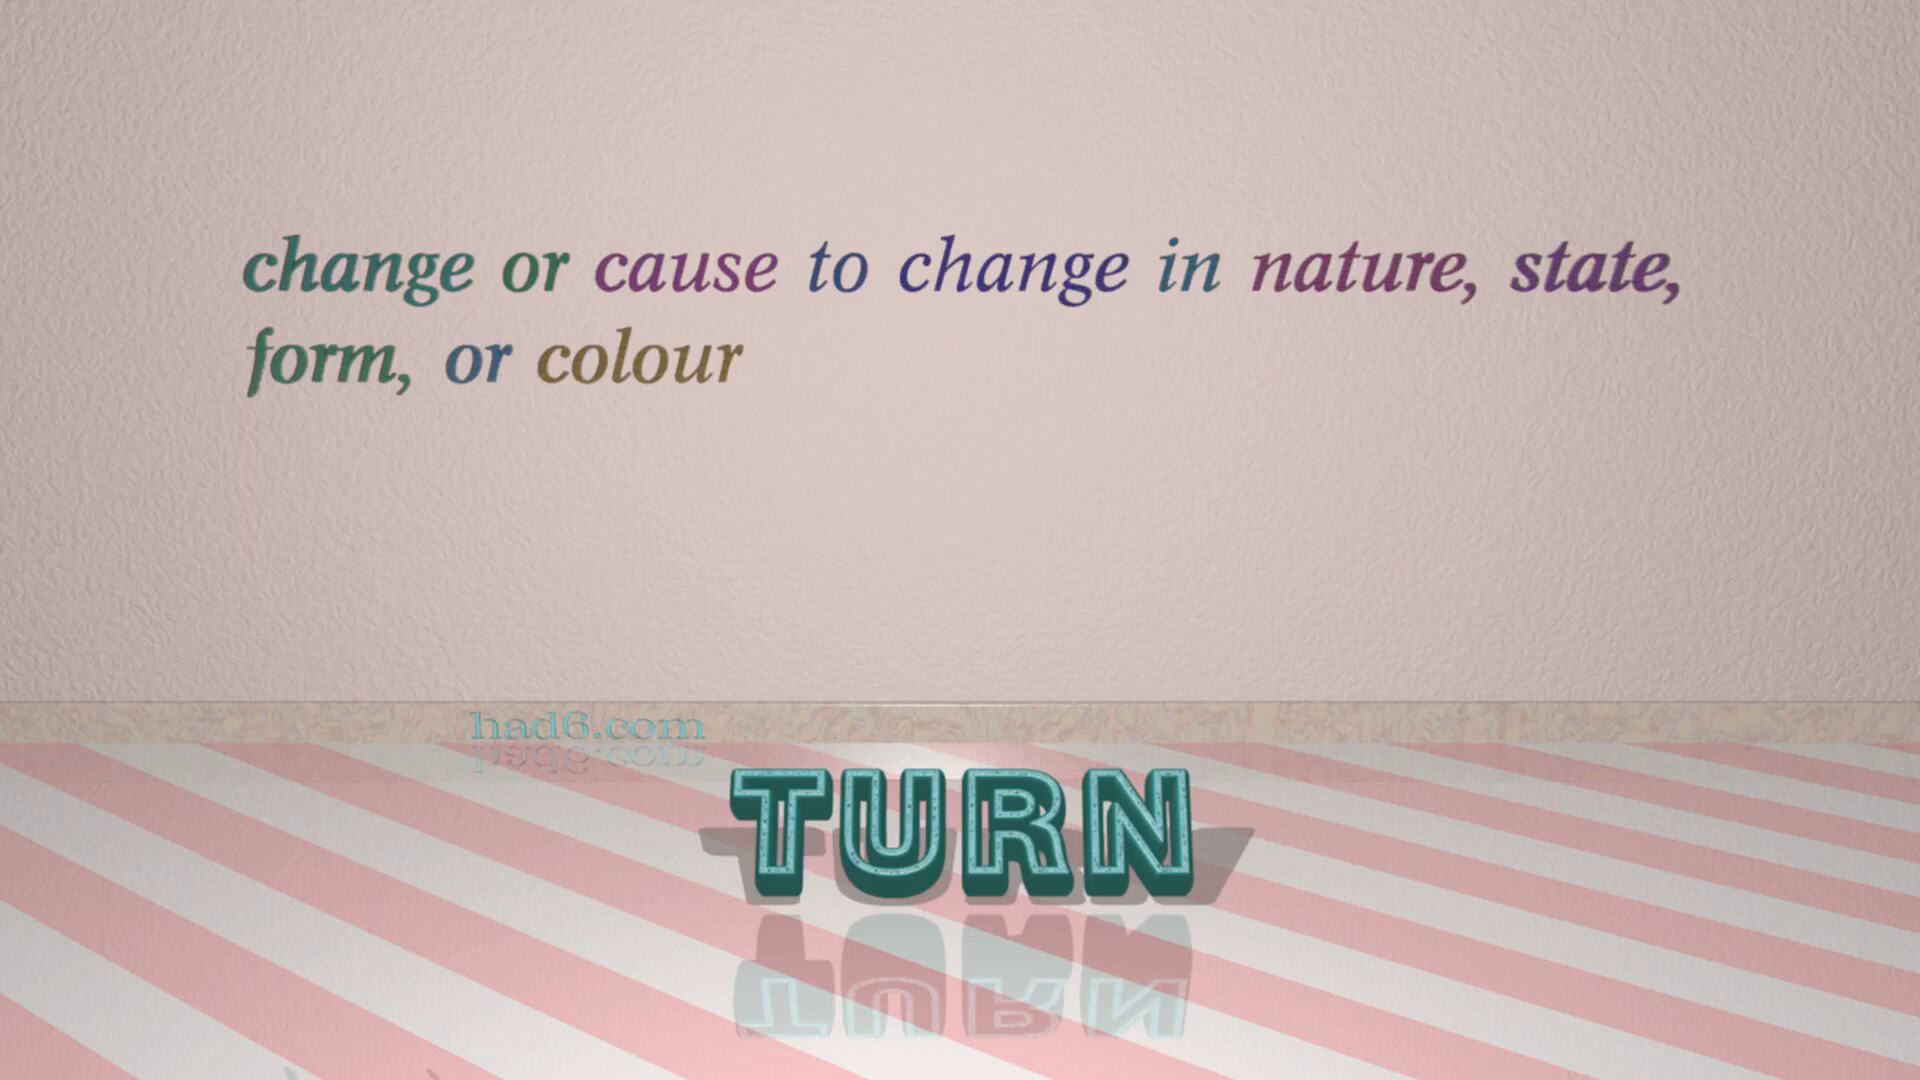 change or cause to change in nature, state,
form, or colour
had6.com
TURN